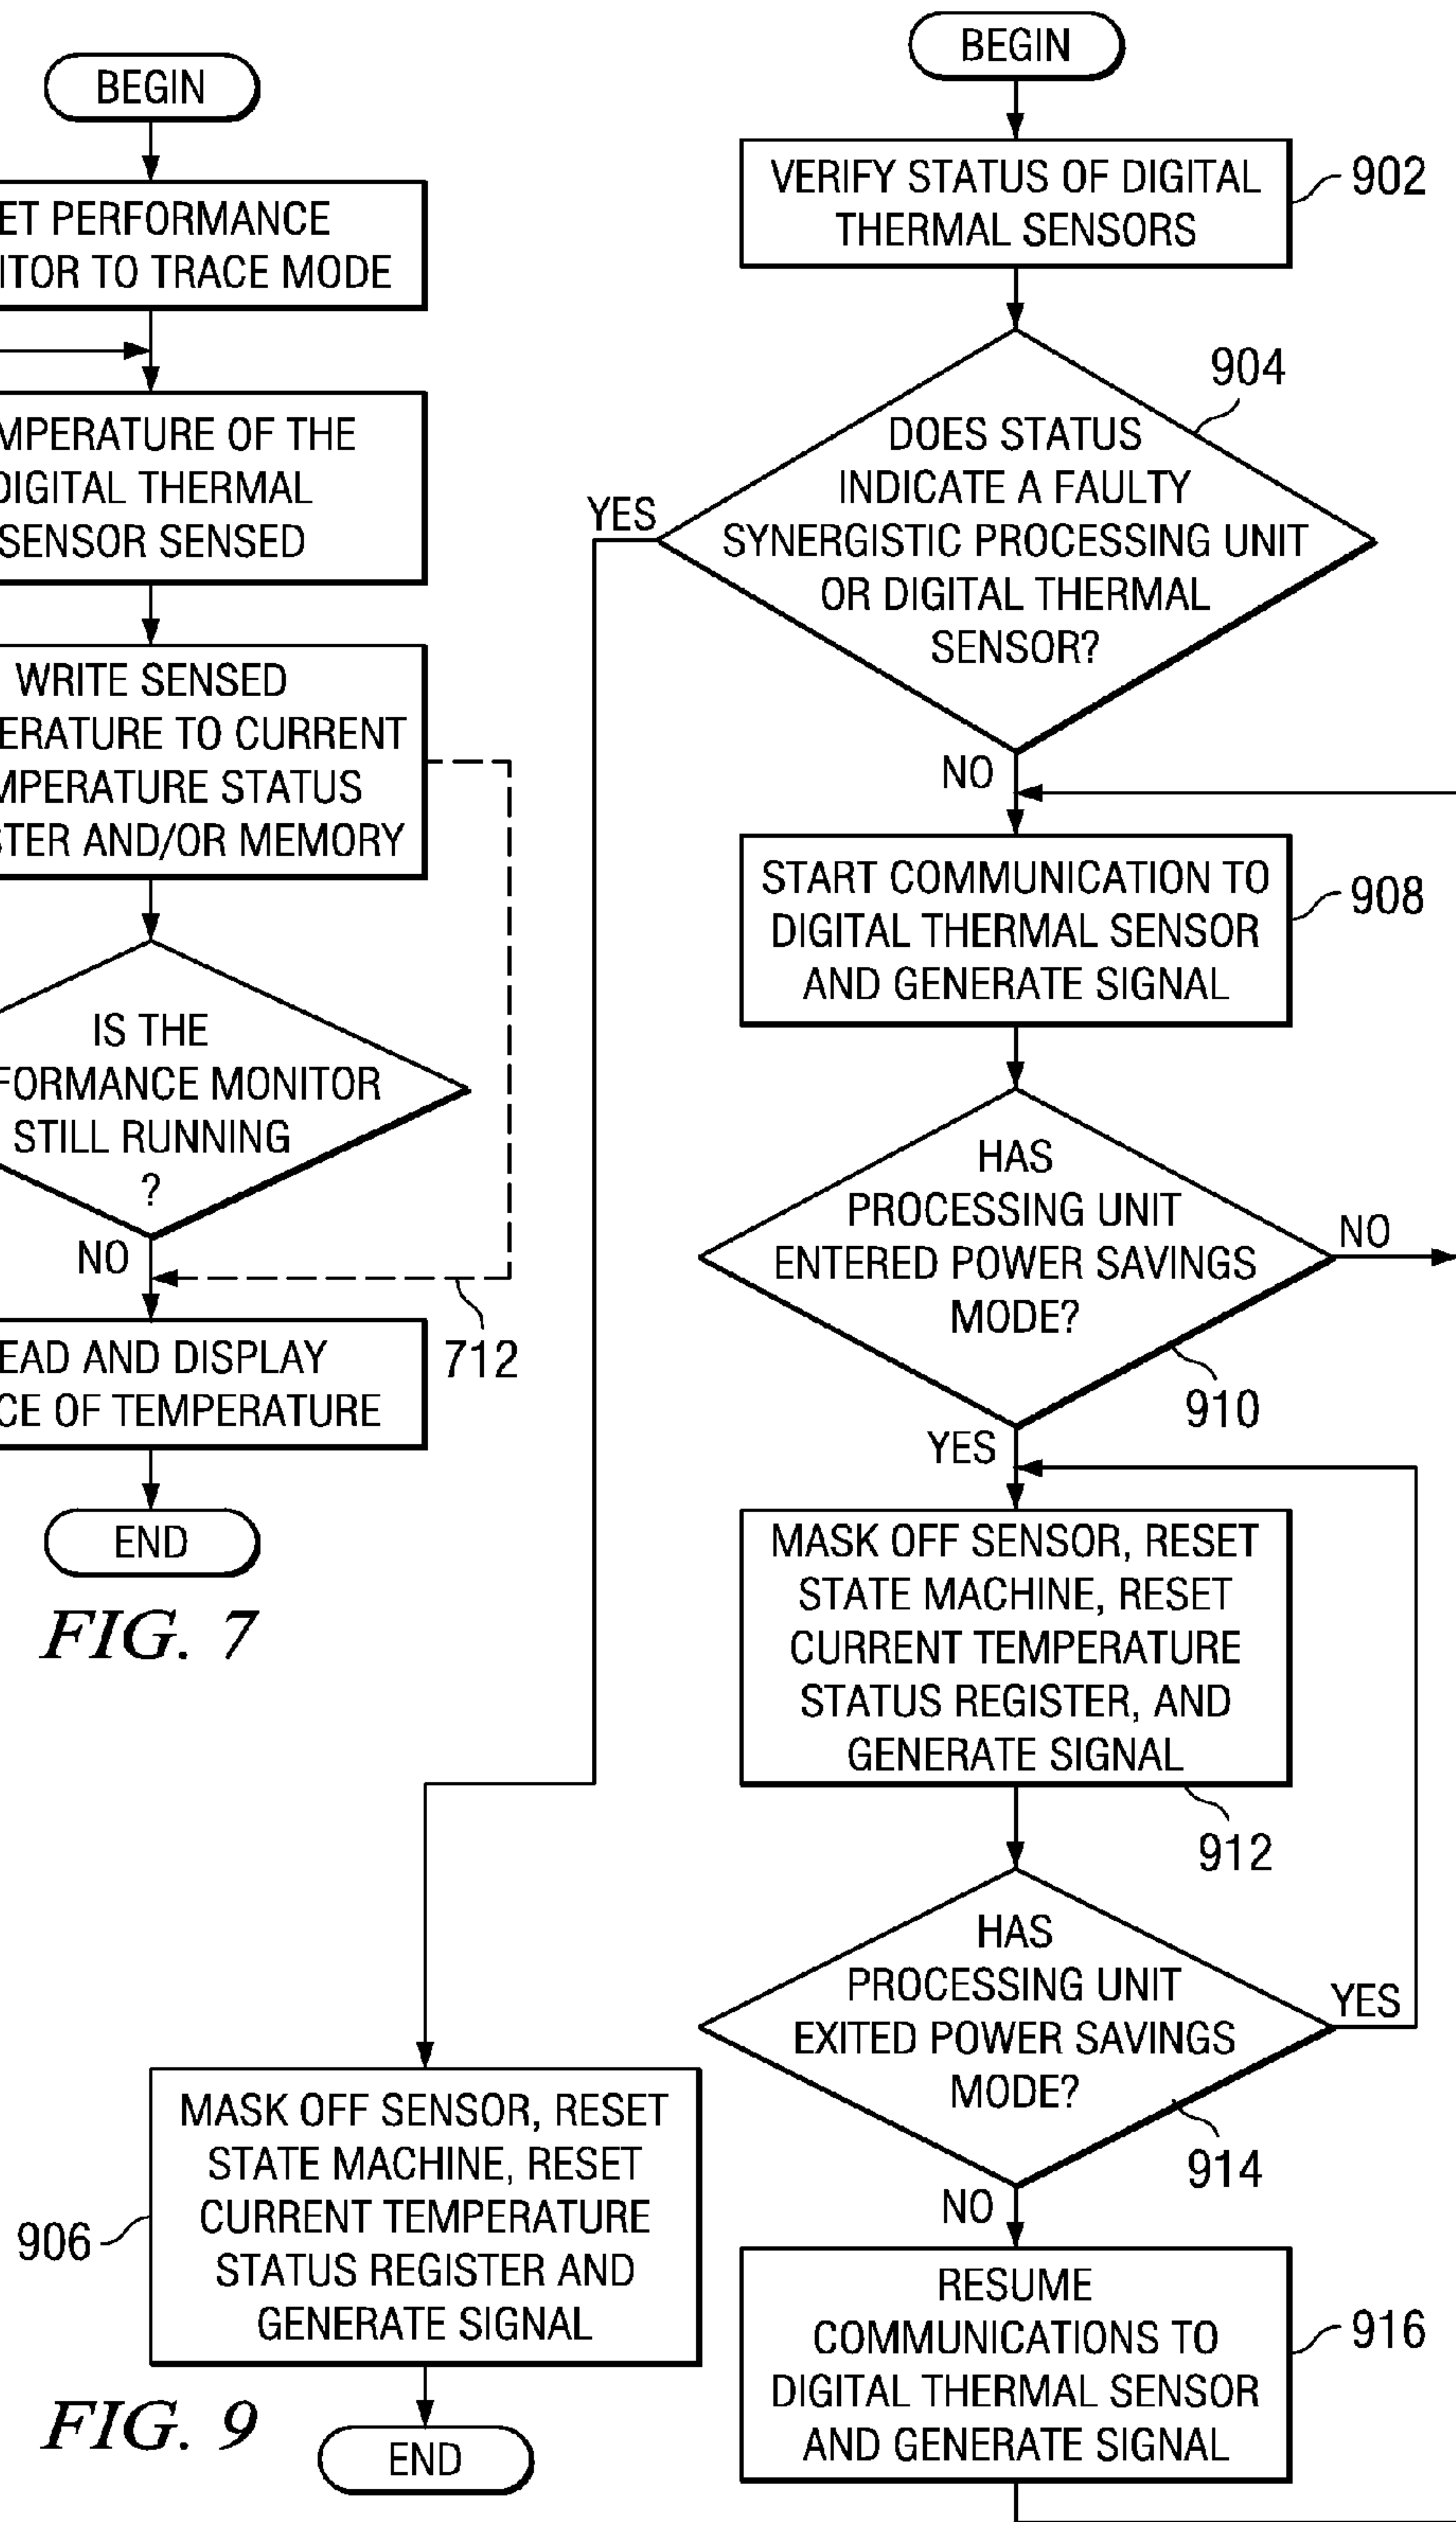 BEGIN
ET PERFORMANCE
ITOR TO TRACE MODE
MPERATURE OF THE
DIGITAL THERMAL
SENSOR SENSED
WRITE SENSED
ERATURE TO CURRENT
MPERATURE STATUS
STER AND/OR MEMORY
IS THE
FORMANCE MONITOR
STILL RUNNING
?
NO
712
EAD AND DISPLAY
CE OF TEMPERATURE
END
FIG. 7
BEGIN
VERIFY STATUS OF DIGITAL
THERMAL SENSORS
902
904
DOES STATUS
INDICATE A FAULTY
SYNERGISTIC PROCESSING UNIT
OR DIGITAL THERMAL
SENSOR?
YES
NO
START COMMUNICATION TO
DIGITAL THERMAL SENSOR
AND GENERATE SIGNAL
908
HAS
PROCESSING UNIT
ENTERED POWER SAVINGS
MODE?
NO
910
YES
MASK OFF SENSOR, RESET
STATE MACHINE, RESET
CURRENT TEMPERATURE
STATUS REGISTER, AND
GENERATE SIGNAL
912
HAS
PROCESSING UNIT
EXITED POWER SAVINGS
MODE?
YES
914
NO
RESUME
COMMUNICATIONS TO
DIGITAL THERMAL SENSOR
AND GENERATE SIGNAL
916
MASK OFF SENSOR, RESET
STATE MACHINE, RESET
CURRENT TEMPERATURE
STATUS REGISTER AND
GENERATE SIGNAL
906
END
FIG. 9